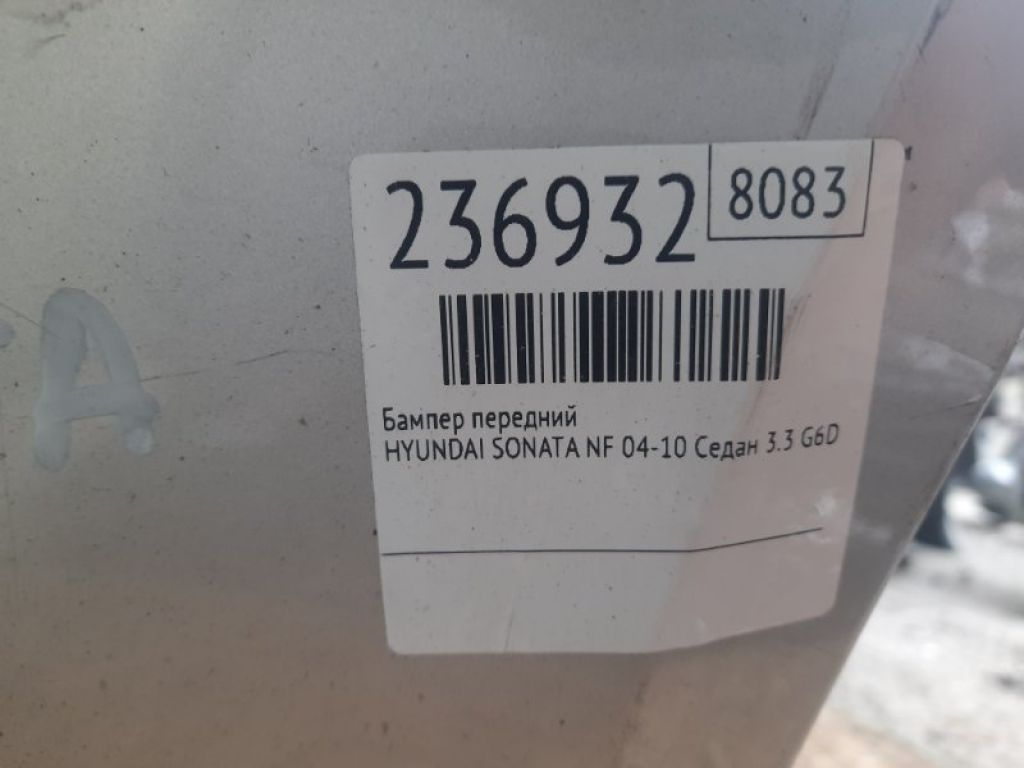 236932 8083
Бампер передний
HYUNDAI SONATA NF 04-10 Седан 3.3 G6D
A